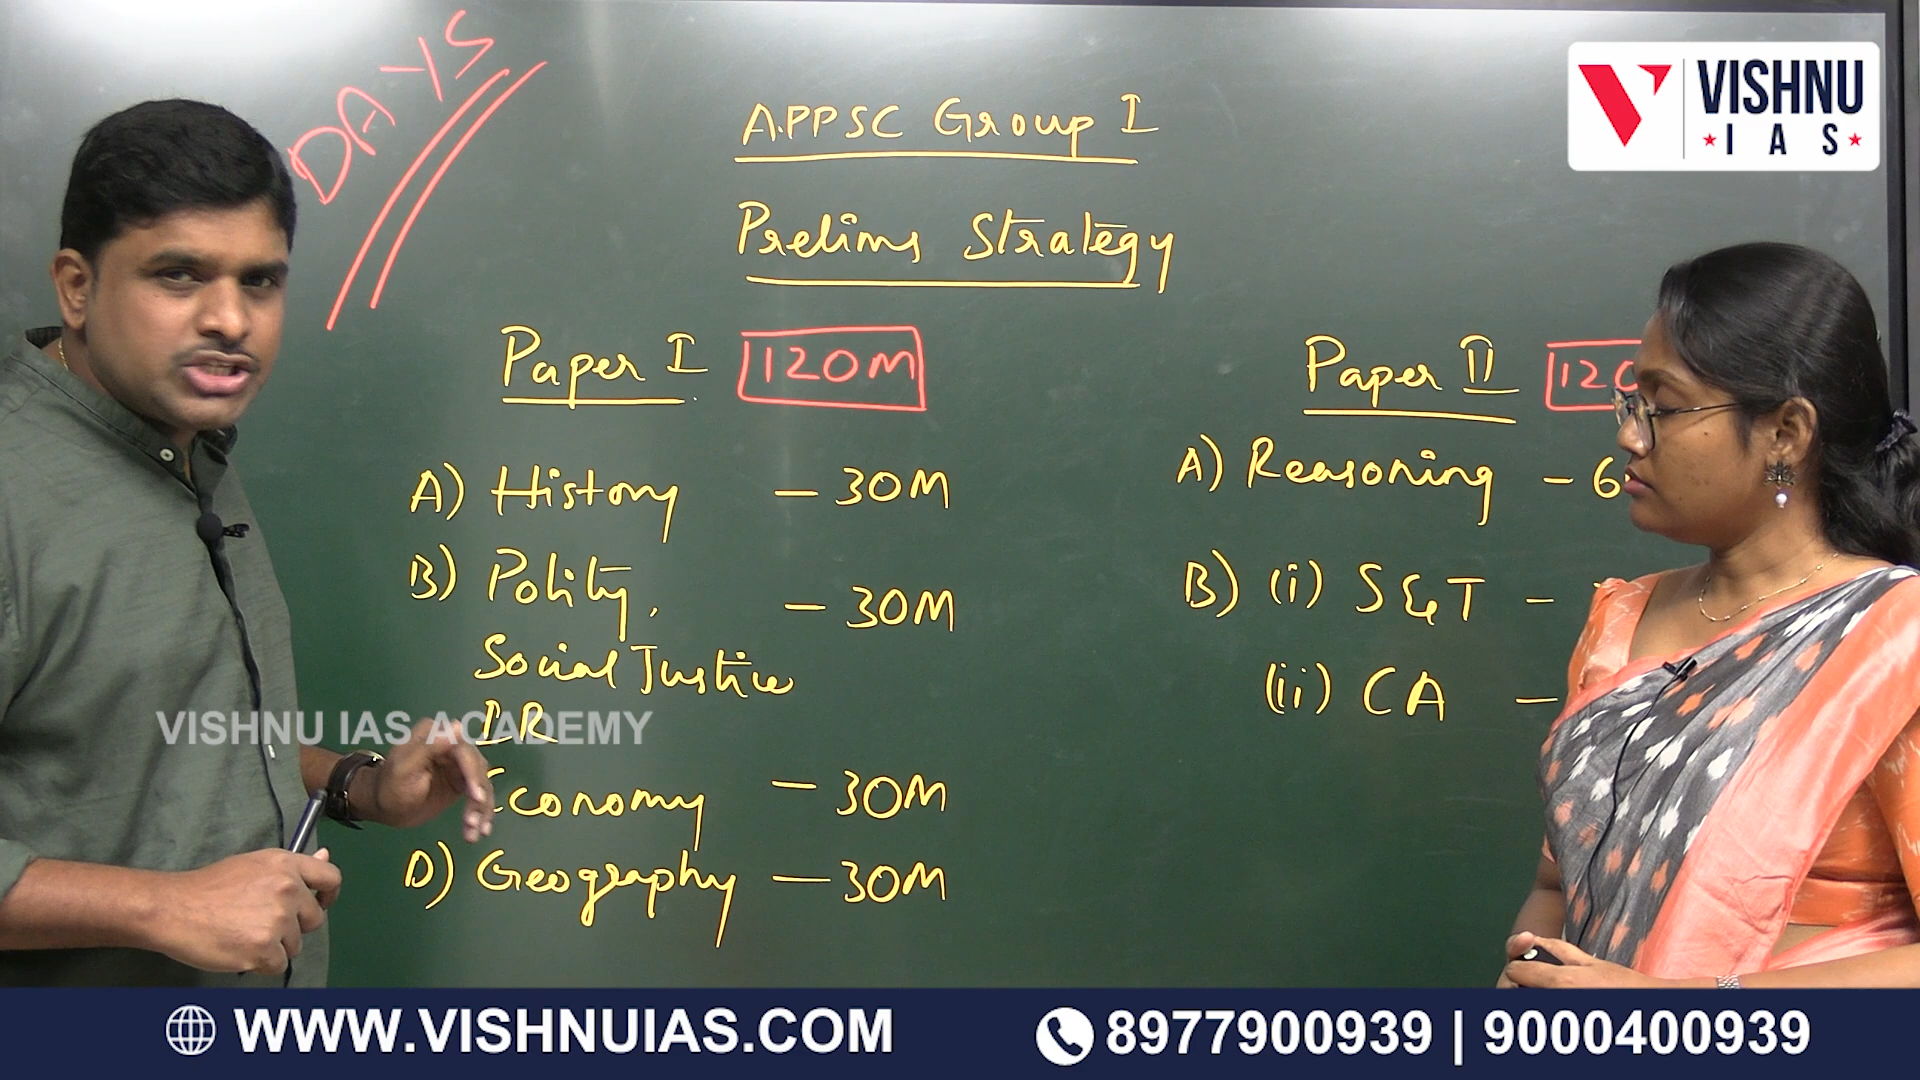 DAYS
VISHNU
IAS
APPSC Group I
Prelims Strategy
Paper I 120M
A) History - 30M
B) Polity, - 30M
Social Justice
IR
Economy - 30M
D) Geography - 30M
Paper II
A) Reasoning -
B) (i) S&T -
(ii) CA -
VISHNU IAS ACADEMY
WWW.VISHNUIAS.COM
8977900939 | 9000400939